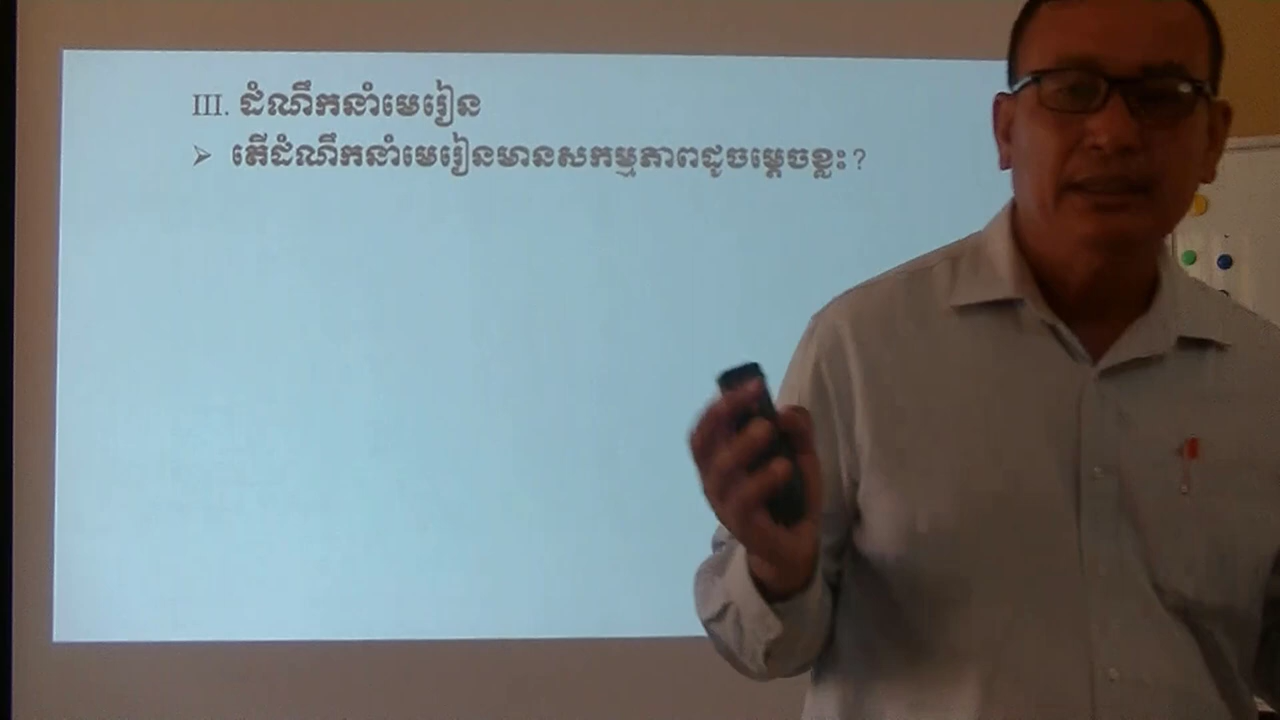 III. ដំណឹកនាំមេរៀន
➢ តើដំណឹកនាំមេរៀនមានសកម្មភាពដូចម្ដេចខ្លះ?